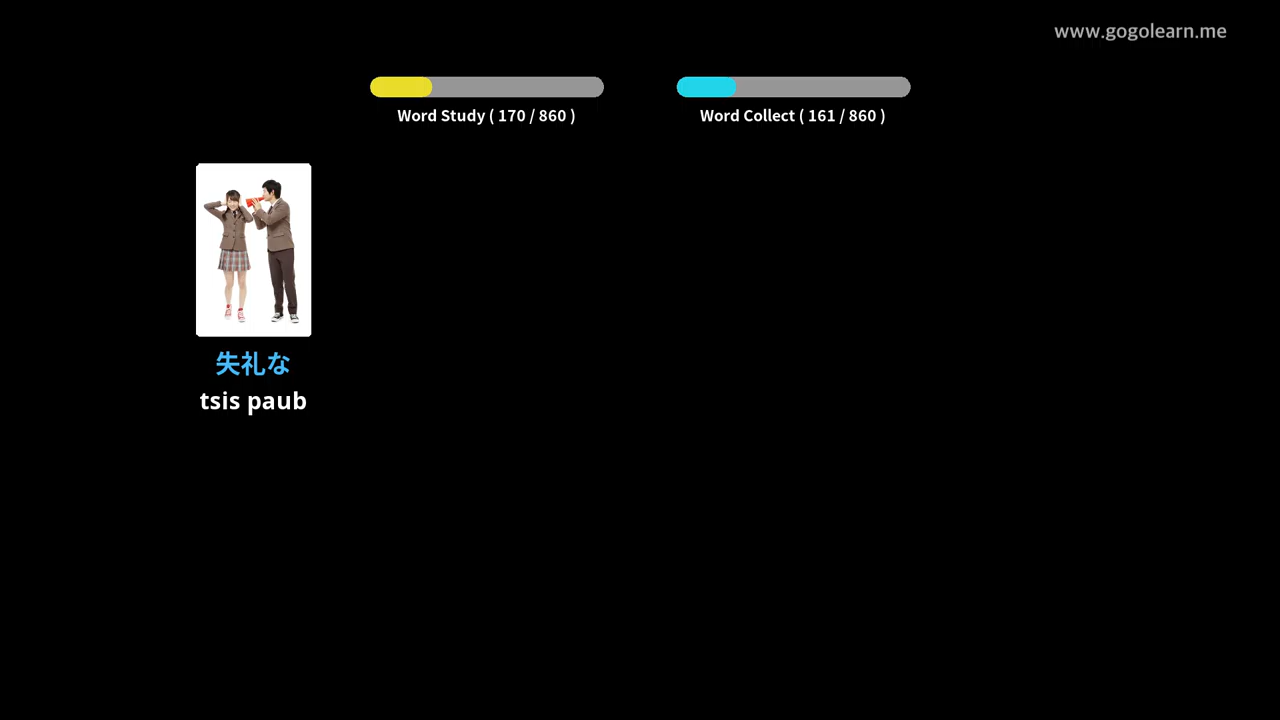 www.gogolearn.me
Word Study ( 170 / 860 )
Word Collect ( 161 / 860 )
失礼な
tsis paub